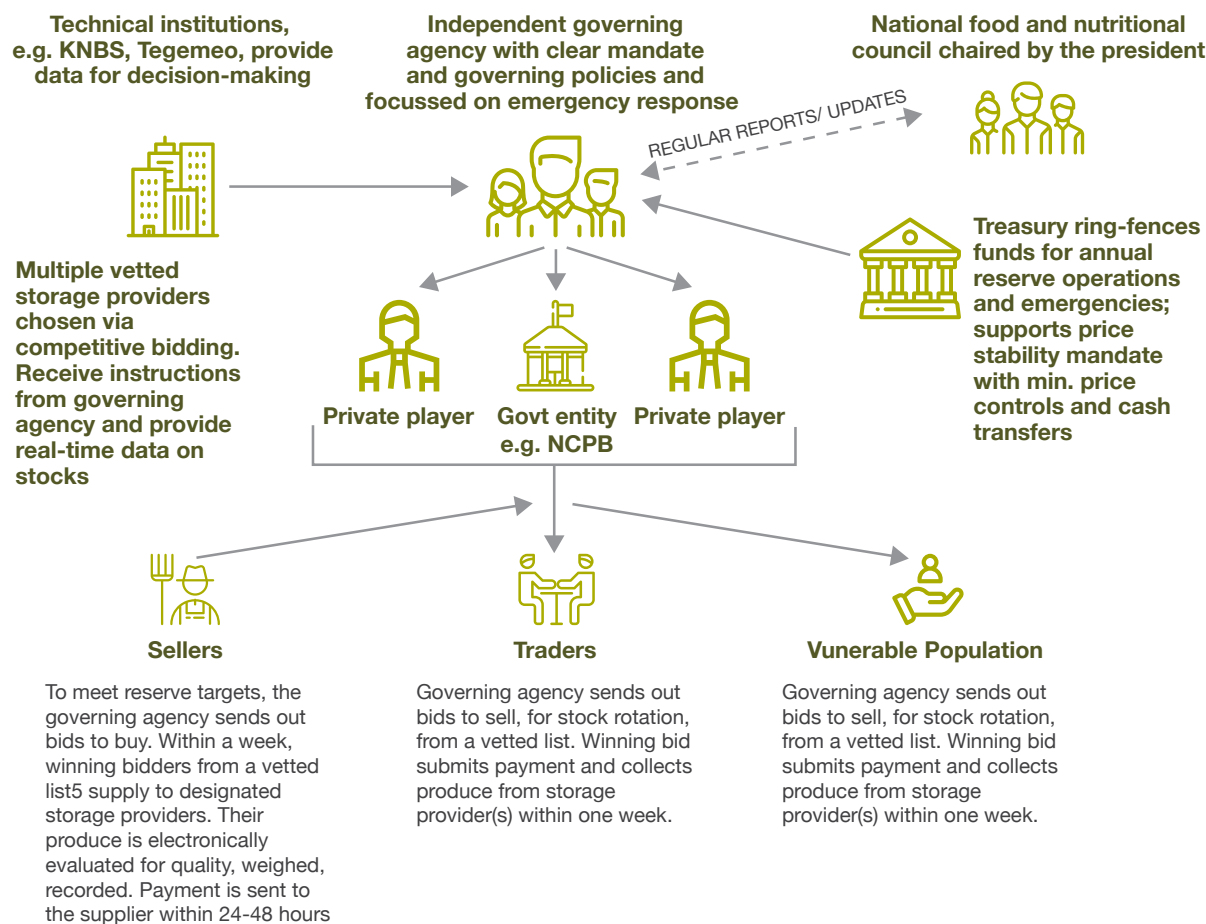 Technical institutions,
e.g. KNBS, Tegemeo, provide
data for decision-making
Independent governing
agency with clear mandate
and governing policies and
focussed on emergency response
National food and nutritional
council chaired by the president
REGULAR REPORTS/ UPDATES
Multiple vetted
storage providers
chosen via
competitive bidding.
Receive instructions
from governing
agency and provide
real-time data on
stocks
Private player
Govt entity
e.g. NCPB
Private player
Treasury ring-fences
funds for annual
reserve operations
and emergencies;
supports price
stability mandate
with min. price
controls and cash
transfers
Sellers
To meet reserve targets, the
governing agency sends out
bids to buy. Within a week,
winning bidders from a vetted
list5 supply to designated
storage providers. Their
produce is electronically
evaluated for quality, weighed,
recorded. Payment is sent to
the supplier within 24-48 hours
Traders
Governing agency sends out
bids to sell, for stock rotation,
from a vetted list. Winning bid
submits payment and collects
produce from storage
provider(s) within one week.
Vunerable Population
Governing agency sends out
bids to sell, for stock rotation,
from a vetted list. Winning bid
submits payment and collects
produce from storage
provider(s) within one week.